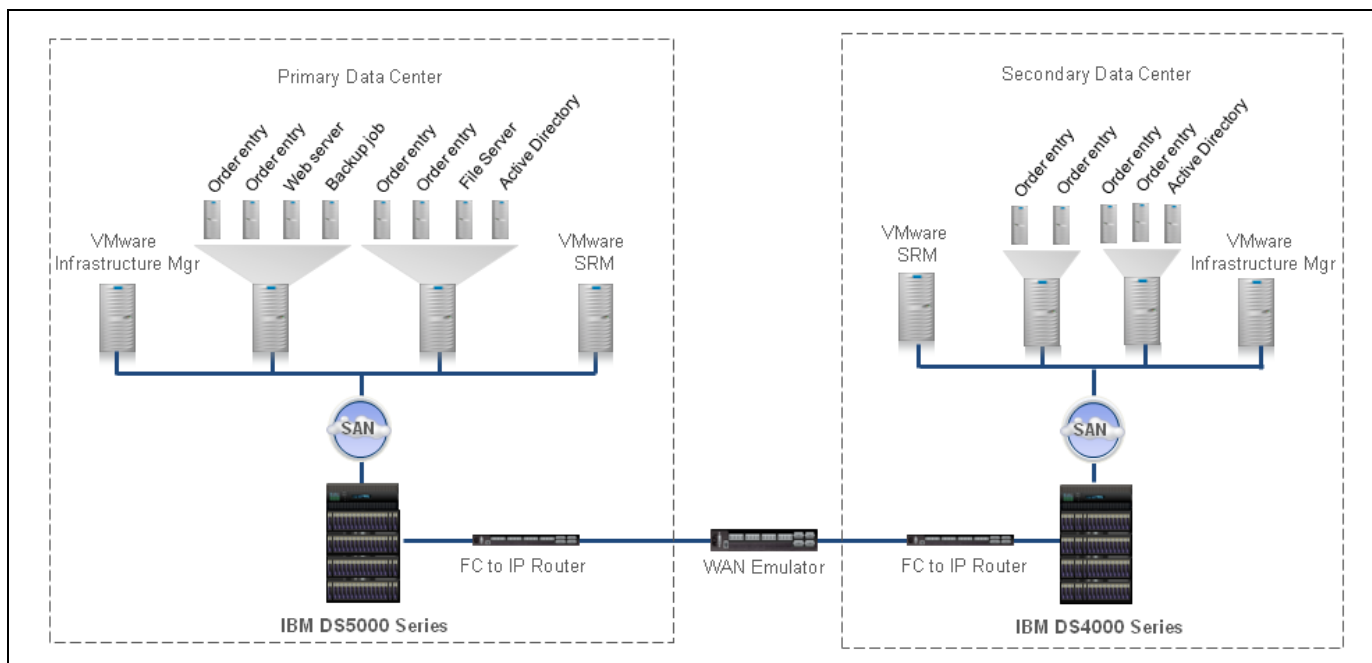 Primary Data Center
Order entry
Order entry
Web server
Backup job
Order entry
Order entry
File Server
Active Directory
VMware
Infrastructure Mgr
VMware
SRM
SAN
FC to IP Router
IBM DS5000 Series
WAN Emulator
Secondary Data Center
Order entry
Order entry
Order entry
Order entry
Active Directory
VMware
SRM
VMware
Infrastructure Mgr
SAN
FC to IP Router
IBM DS4000 Series